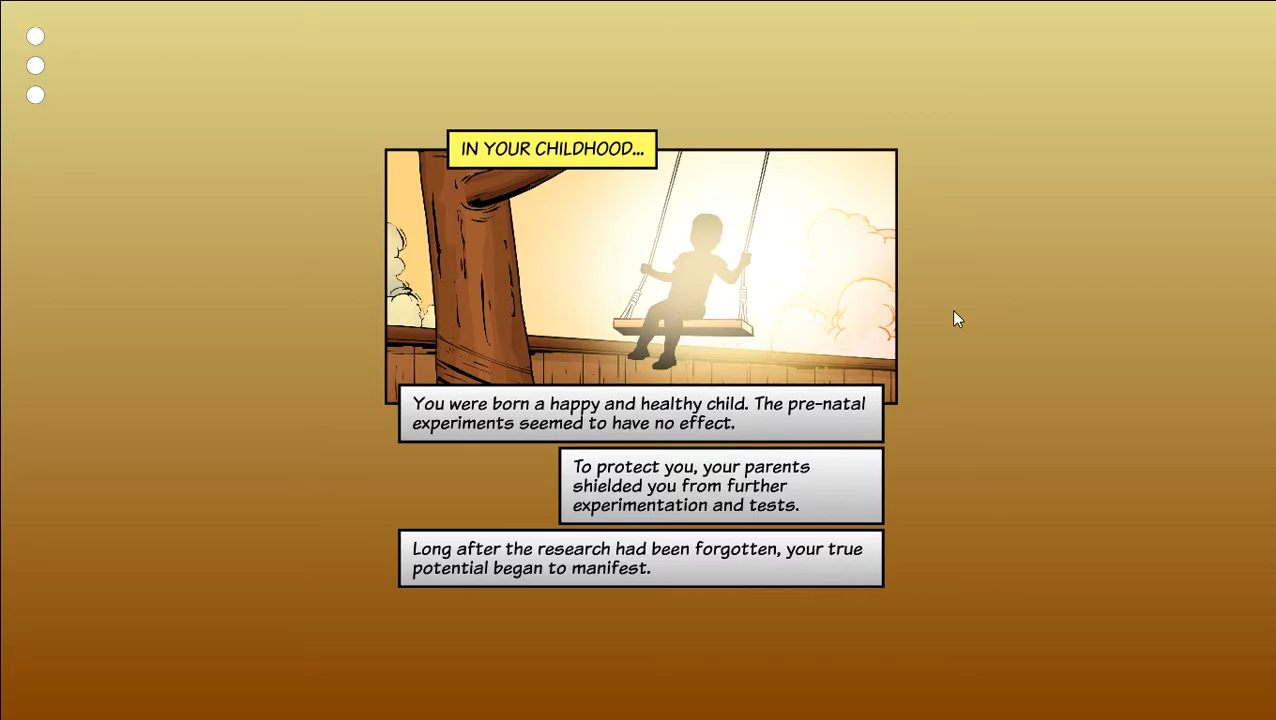 IN YOUR CHILDHOOD...
You were born a happy and healthy child. The pre-natal
experiments seemed to have no effect.
To protect you, your parents
shielded you from further
experimentation and tests.
Long after the research had been forgotten, your true
potential began to manifest.